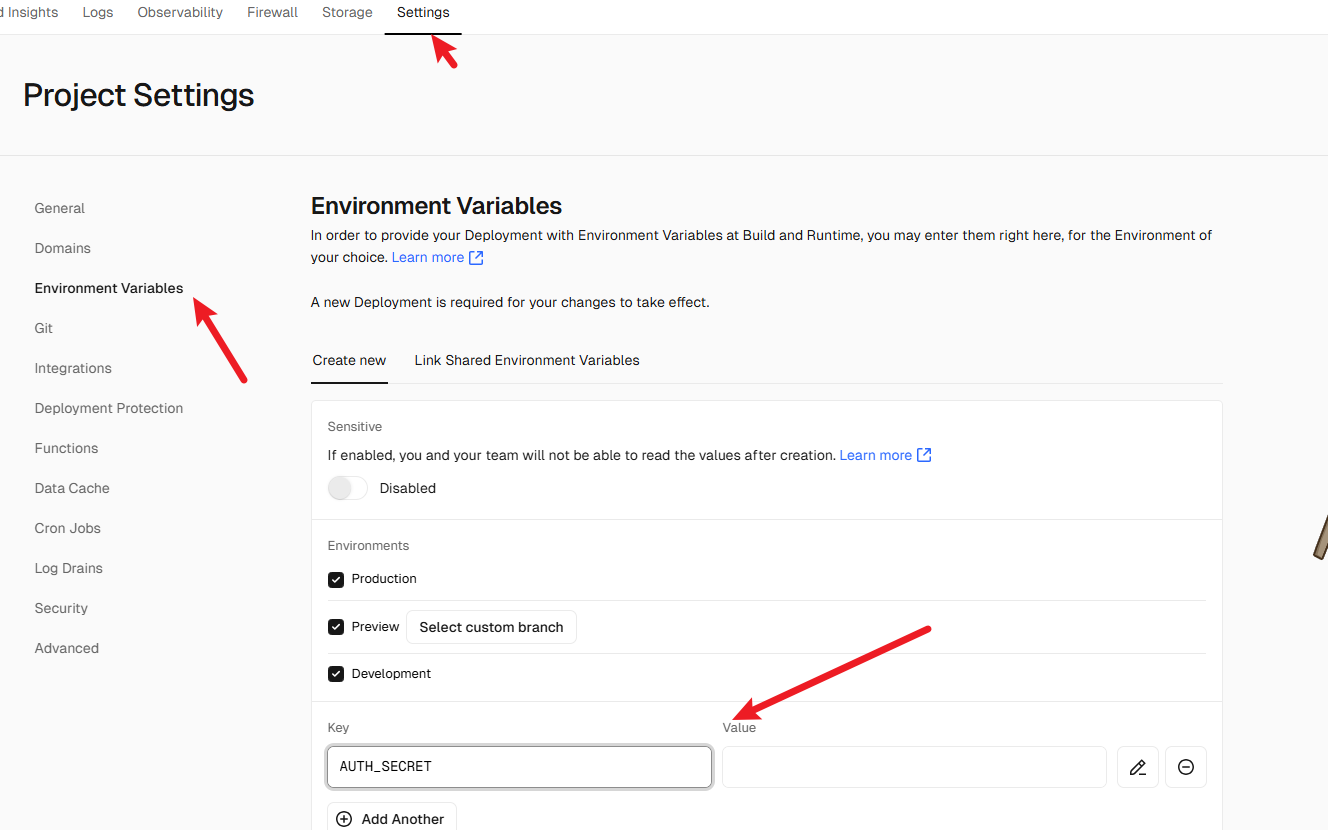 d Insights Logs Observability Firewall Storage Settings
Project Settings
General
Domains
Environment Variables
Git
Integrations
Deployment Protection
Functions
Data Cache
Cron Jobs
Log Drains
Security
Advanced
Environment Variables
In order to provide your Deployment with Environment Variables at Build and Runtime, you may enter them right here, for the Environment of
your choice. Learn more
A new Deployment is required for your changes to take effect.
Create new Link Shared Environment Variables
Sensitive
If enabled, you and your team will not be able to read the values after creation. Learn more
Disabled
Environments
Production
Preview Select custom branch
Development
Key Value
AUTH_SECRET
Add Another